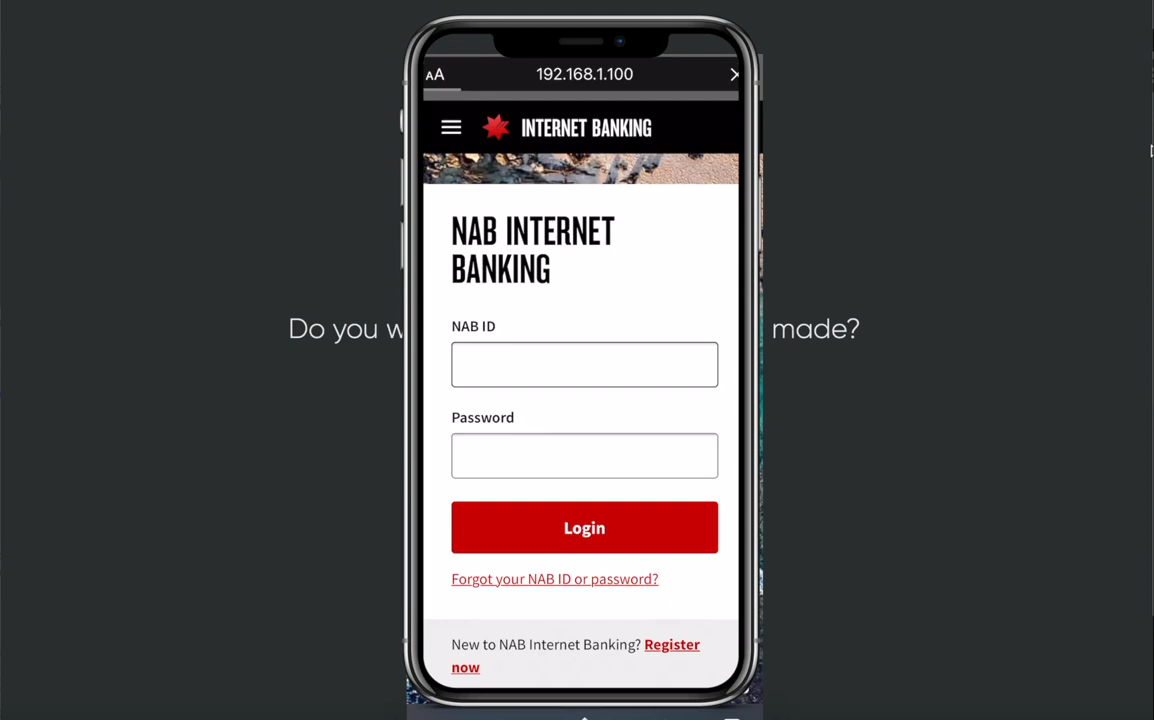 AA 192.168.1.100
INTERNET BANKING
NAB INTERNET
BANKING
NAB ID
Do you w made?
Password
Login
Forgot your NAB ID or password?
New to NAB Internet Banking? Register
now